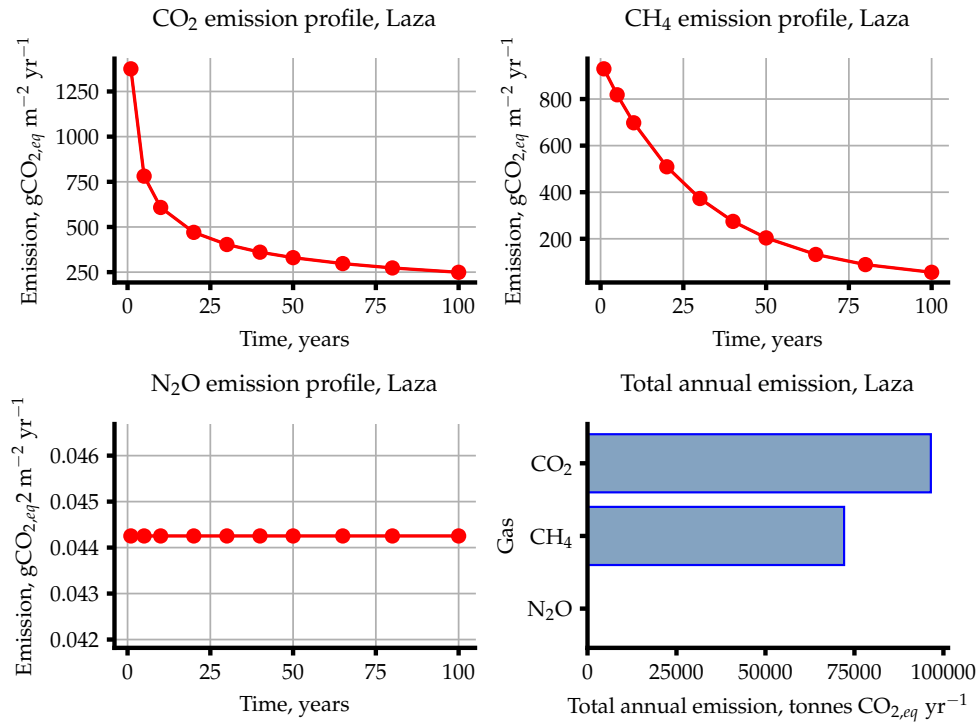 CO₂ emission profile, Laza
Emission, gCO₂,eq m⁻² yr⁻¹
1250
1000
750
500
250
0 25 50 75 100
Time, years
CH₄ emission profile, Laza
Emission, gCO₂,eq m⁻² yr⁻¹
800
600
400
200
0 25 50 75 100
Time, years
N₂O emission profile, Laza
Emission, gCO₂,eq2 m⁻² yr⁻¹
0.046
0.045
0.044
0.043
0.042
0 25 50 75 100
Time, years
Total annual emission, Laza
Gas
CO₂
CH₄
N₂O
0 25000 50000 75000 100000
Total annual emission, tonnes CO₂,eq yr⁻¹